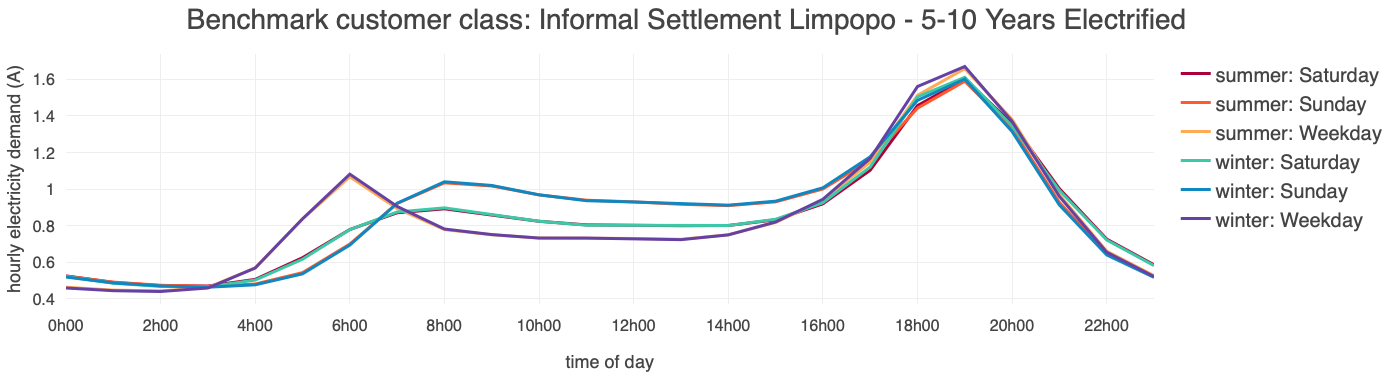 Benchmark customer class: Informal Settlement Limpopo - 5-10 Years Electrified
hourly electricity demand (A)
1.6
1.4
1.2
1
0.8
0.6
0.4
0h00 2h00 4h00 6h00 8h00 10h00 12h00 14h00 16h00 18h00 20h00 22h00
time of day
summer: Saturday
summer: Sunday
summer: Weekday
winter: Saturday
winter: Sunday
winter: Weekday